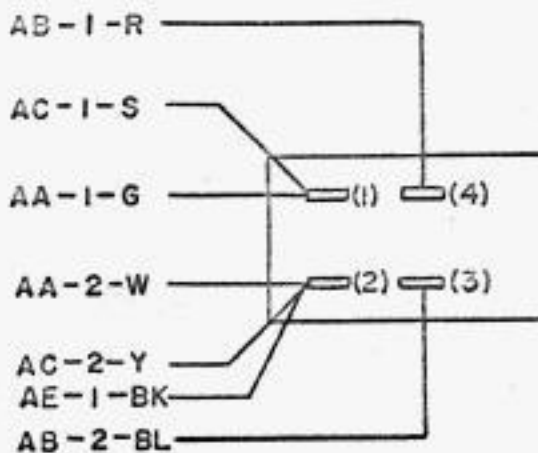 AB-1-R
AC-1-S
AA-1-G (1) (4)
AA-2-W (2) (3)
AC-2-Y
AE-1-BK
AB-2-BL